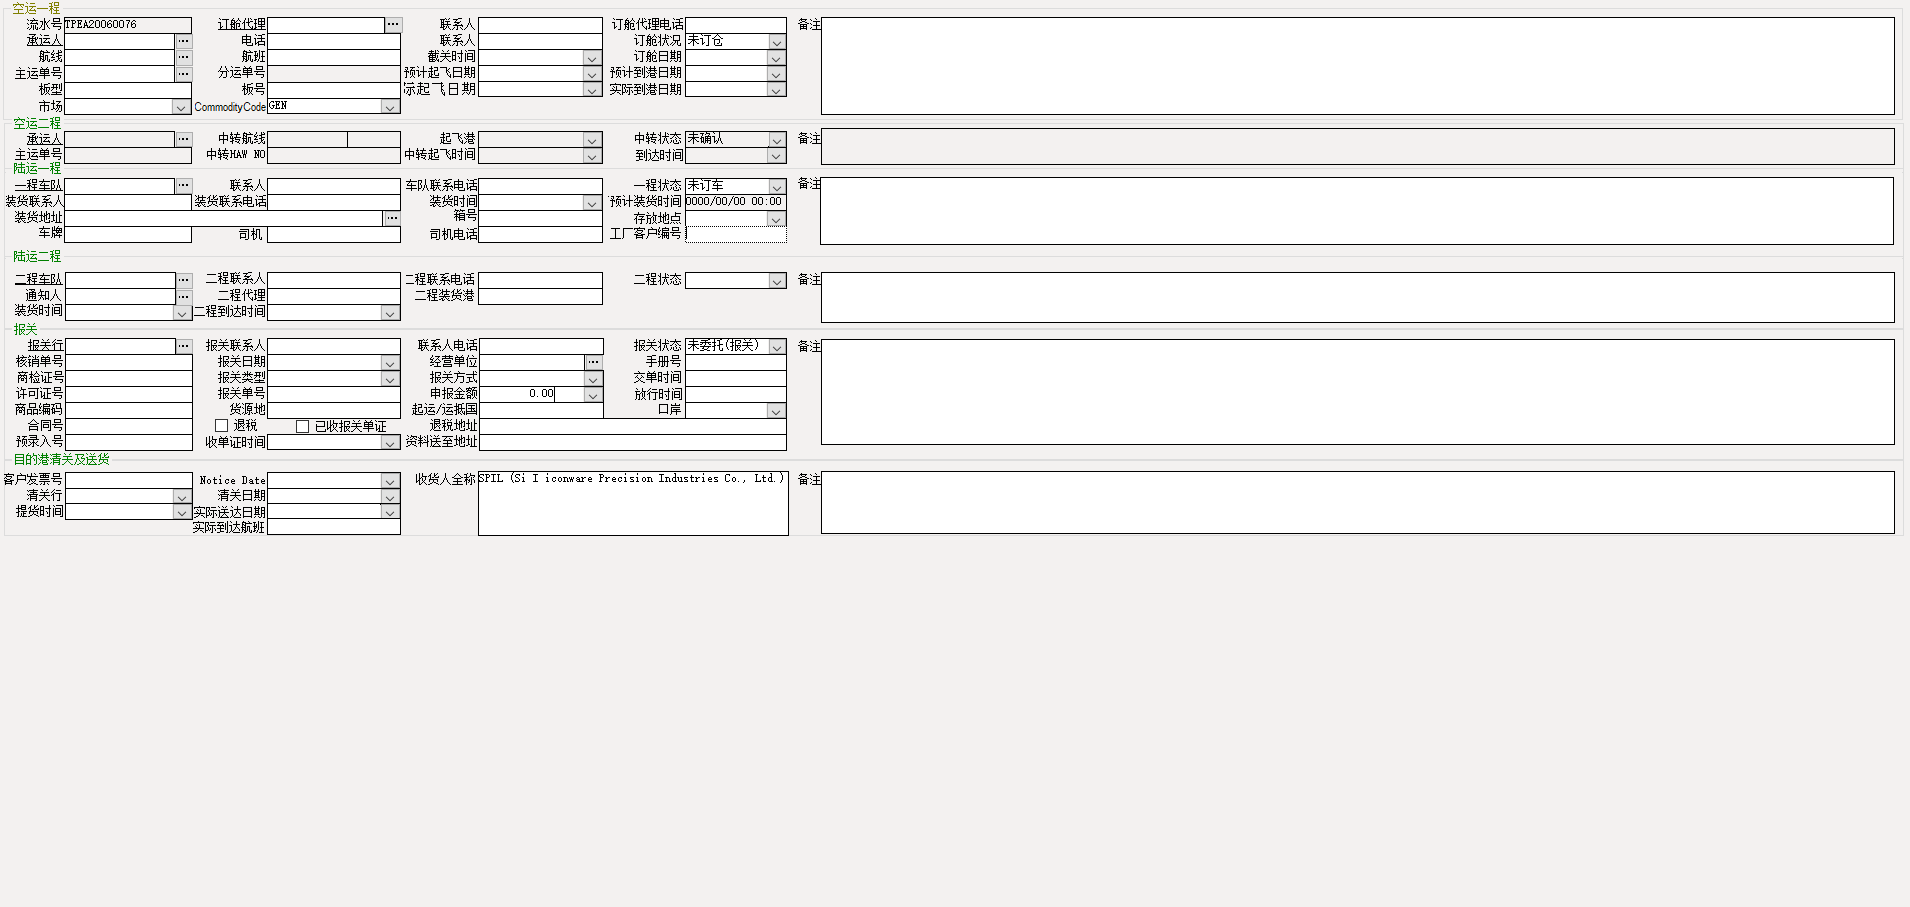 空运一程
流水号 TPEA20060076 订舱代理 ... 联系人 订舱代理电话 备注
承运人 ... 电话 联系人 订舱状况 未订仓
航线 ... 航班 截关时间 订舱日期
主运单号 ... 分运单号 预计起飞日期 预计到港日期
板型 板号 际起飞日期 实际到港日期
市场 CommodityCode GEN
空运二程
承运人 ... 中转航线 起飞港 中转状态 未确认 备注
主运单号 中转HAW NO 中转起飞时间 到达时间
陆运一程
一程车队 ... 联系人 车队联系电话 一程状态 未订车 备注
装货联系人 装货联系电话 装货时间 预计装货时间 0000/00/00 00:00
装货地址 ... 箱号 存放地点
车牌 司机 司机电话 工厂客户编号
陆运二程
二程车队 ... 二程联系人 二程联系电话 二程状态 备注
通知人 ... 二程代理 二程装货港
装货时间 二程到达时间
报关
报关行 ... 报关联系人 联系人电话 报关状态 未委托(报关) 备注
核销单号 报关日期 经营单位 ... 手册号
商检证号 报关类型 报关方式 交单时间
许可证号 报关单号 申报金额 0.00 放行时间
商品编码 货源地 起运/运抵国 口岸
合同号 退税 已收报关单证 退税地址
预录入号 收单证时间 资料送至地址
目的港清关及送货
客户发票号 Notice Date 收货人全称 SPIL (Si I iconware Precision Industries Co., Ltd.) 备注
清关行 清关日期
提货时间 实际送达日期
实际到达航班